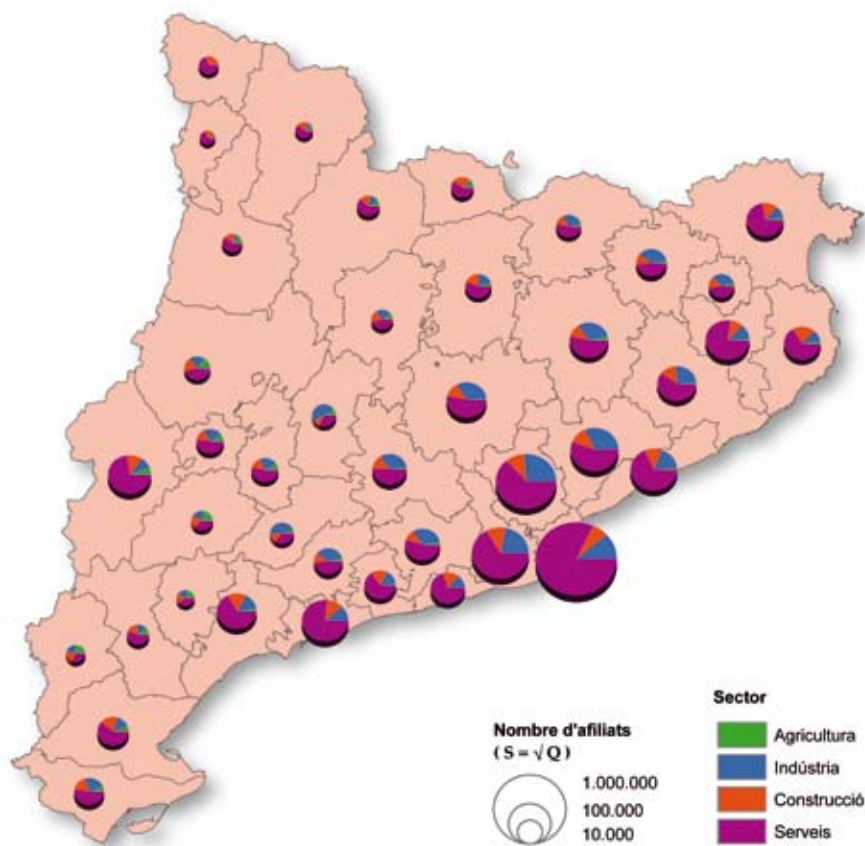 Nombre d'afiliats
( S = √Q )
1.000.000
100.000
10.000
Sector
Agricultura
Indústria
Construcció
Serveis